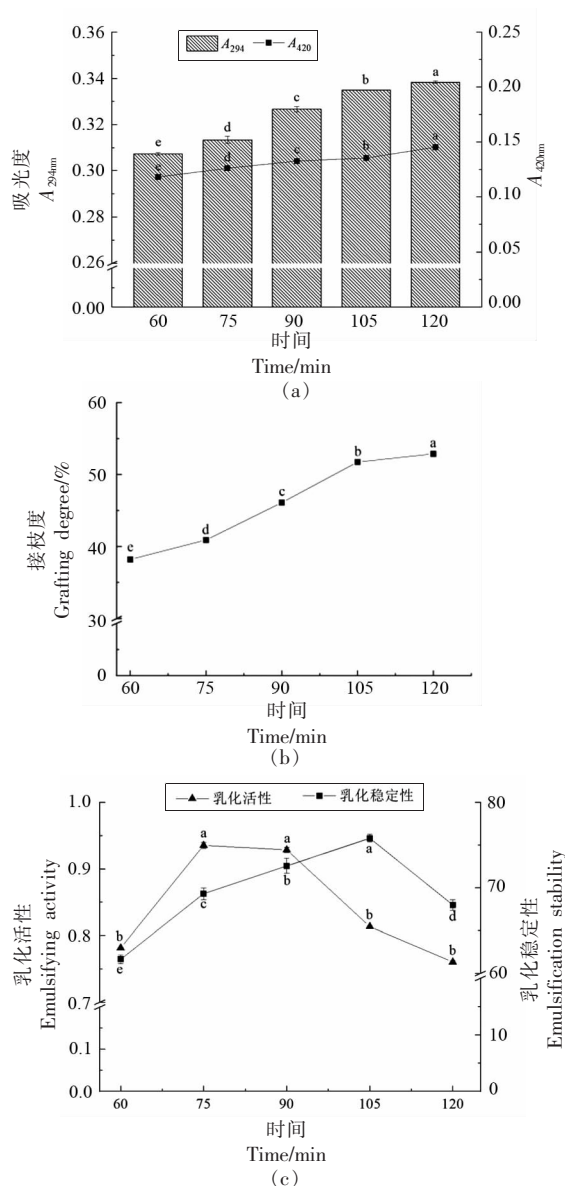 A294 A420
0.36
0.34
0.32
0.30
0.28
0.26
0.00
吸光度
A294nm
0.25
0.20
0.15
0.10
0.05
0.00
A420nm
e d c b a
e d c b a
60 75 90 105 120
时间
Time/min
(a)
60
50
40
30
0
接枝度
Grafting degree/%
e d c b a
60 75 90 105 120
时间
Time/min
(b)
乳化活性 乳化稳定性
1.0
0.9
0.8
0.7
0.1
0.0
乳化活性
Emulsifying activity
80
70
60
10
0
乳化稳定性
Emulsification stability
b a a b b
e c b a d
60 75 90 105 120
时间
Time/min
(c)